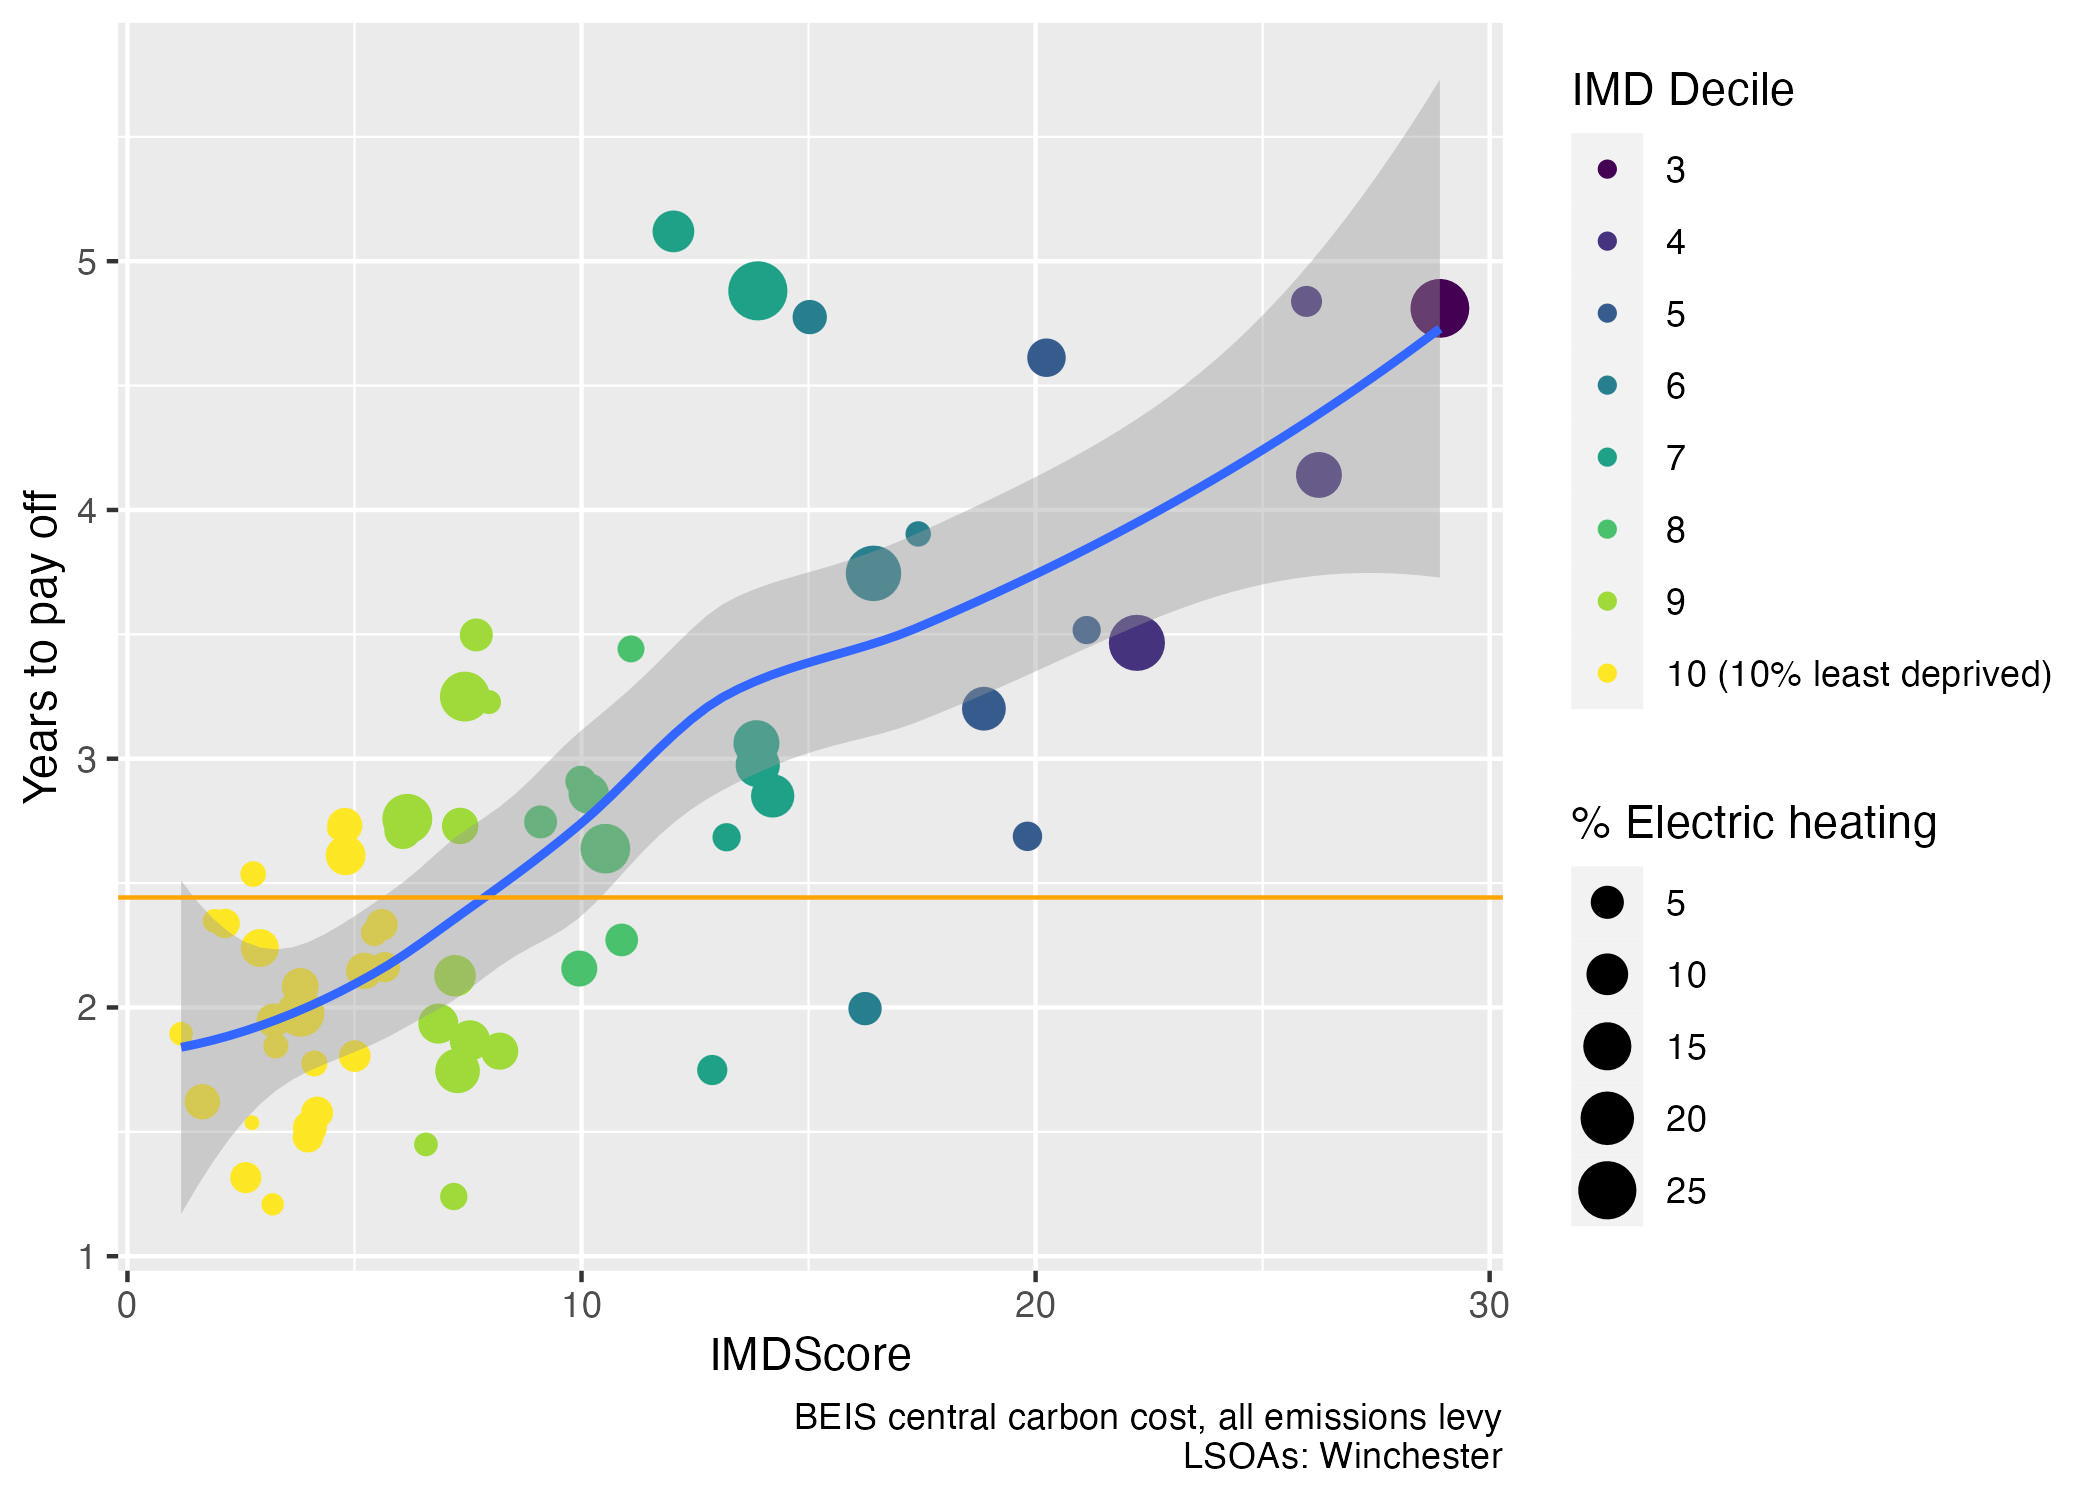 Years to pay off
5
4
3
2
1
0 10 20 30
IMDScore
BEIS central carbon cost, all emissions levy
LSOAs: Winchester
IMD Decile
3
4
5
6
7
8
9
10 (10% least deprived)
% Electric heating
5
10
15
20
25